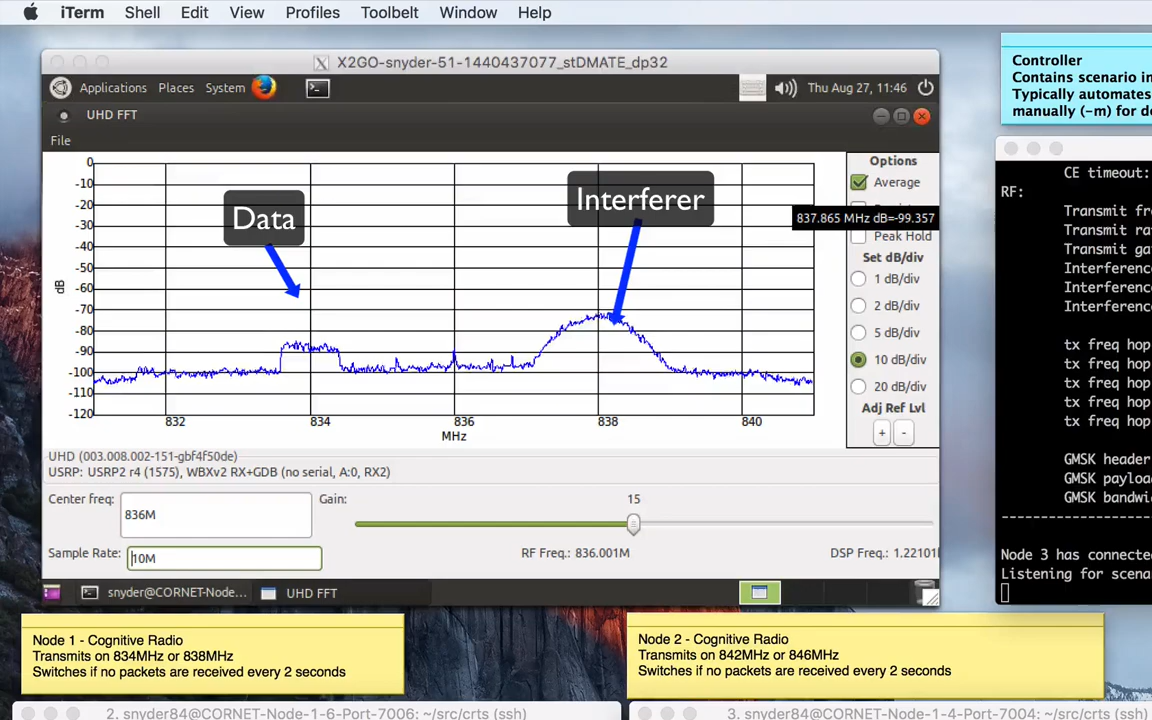 iTerm Shell Edit View Profiles Toolbelt Window Help
X2GO-snyder-51-1440437077_stDMATE_dp32
Applications Places System Thu Aug 27, 11:46
UHD FFT
File
Data
Interferer
0
-10
-20
-30
-40
-50
-60
-70
-80
-90
-100
-110
-120
dB
832 834 836 838 840
MHz
Options
Average
837.865 MHz dB=-99.357
Peak Hold
Set dB/div
1 dB/div
2 dB/div
5 dB/div
10 dB/div
20 dB/div
Adj Ref Lvl
+ -
UHD (003.008.002-151-gbf4f50de)
USRP: USRP2 r4 (1575), WBXv2 RX+GDB (no serial, A:0, RX2)
Center freq: 836M Gain: 15
Sample Rate: 10M RF Freq.: 836.001M DSP Freq.: 1.2210
snyder@CORNET-Node... UHD FFT
Controller
Contains scenario in
Typically automates
manually (-m) for de
CE timeout:
RF:
Transmit fr
Transmit ra
Transmit ga
Interferenc
Interferenc
Interferenc
tx freq hop
tx freq hop
tx freq hop
tx freq hop
tx freq hop
GMSK header
GMSK payloa
GMSK bandwi
Node 3 has connecte
Listening for scena
Node 1 - Cognitive Radio
Transmits on 834MHz or 838MHz
Switches if no packets are received every 2 seconds
Node 2 - Cognitive Radio
Transmits on 842MHz or 846MHz
Switches if no packets are received every 2 seconds
2. snyder84@CORNET-Node-1-6-Port-7006: ~/src/crts (ssh)
3. snyder84@CORNET-Node-1-4-Port-7004: ~/src/crts (ssh)